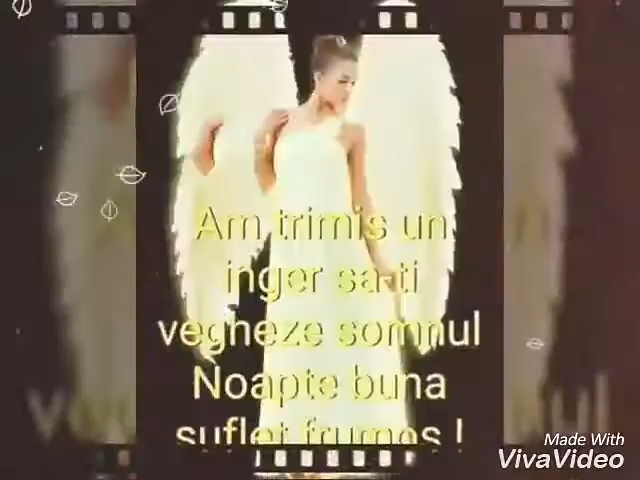 Am trimis un
inger sa-ti
vegheze somnul
Noapte buna
suflet frumos !
Made With
VivaVideo